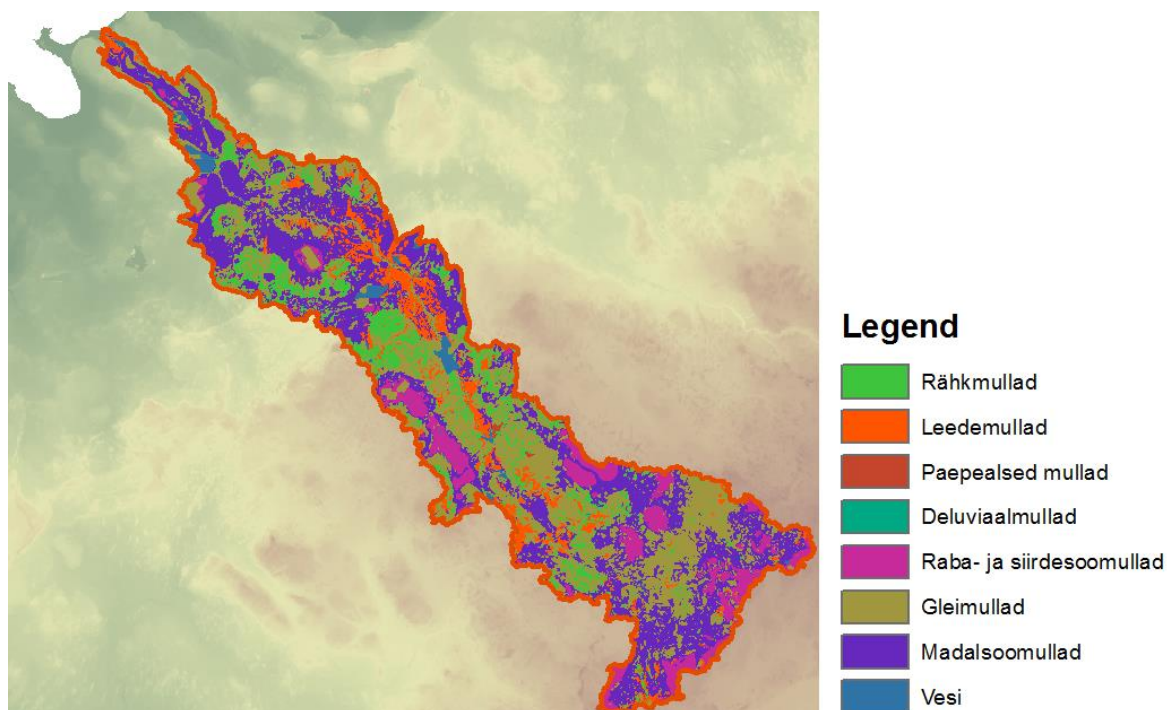 Legend
Rähkmullad
Leedemullad
Paepealsed mullad
Deluviaalmullad
Raba- ja siirdesoomullad
Gleimullad
Madalsoomullad
Vesi